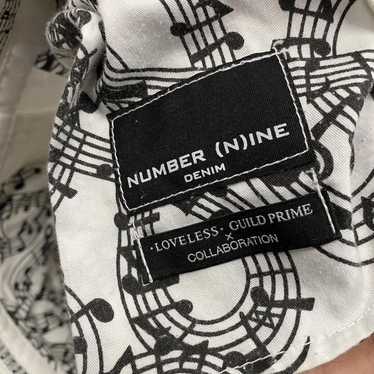 NUMBER (N)INE
DENIM
·LOVELESS· GUILD PRIME
×
COLLABORATION